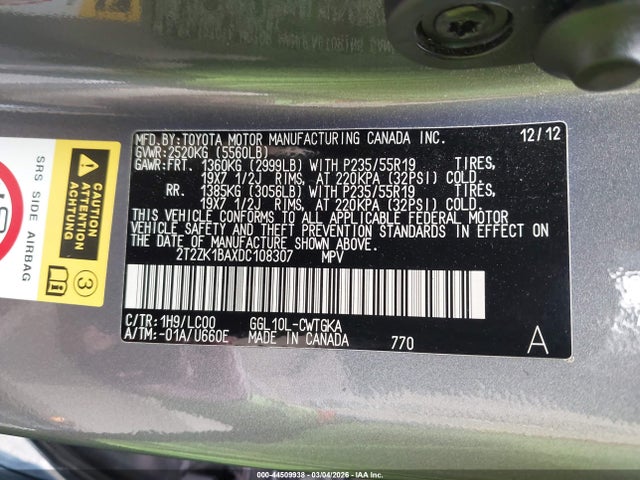 MFD.BY:TOYOTA MOTOR MANUFACTURING CANADA INC. 12/12
GVWR:2520KG (5560LB)
GAWR:FRT. 1360KG (2999LB) WITH P235/55R19 TIRES,
19X7 1/2J RIMS, AT 220KPA (32PSI) COLD.
RR. 1385KG (3056LB) WITH P235/55R19 TIRES,
19X7 1/2J RIMS, AT 220KPA (32PSI) COLD.
THIS VEHICLE CONFORMS TO ALL APPLICABLE FEDERAL MOTOR
VEHICLE SAFETY AND THEFT PREVENTION STANDARDS IN EFFECT ON
THE DATE OF MANUFACTURE SHOWN ABOVE.
2T2ZK1BAXDC108307 MPV
C/TR:1H9/LC00 GGL10L-CWTGKA
A/TM:-01A/U660E MADE IN CANADA 770 A
SRS SIDE AIRBAG
CAUTION
ATTENTION
ACHTUNG
3
000-44509938 - 03/04/2026 - IAA Inc.